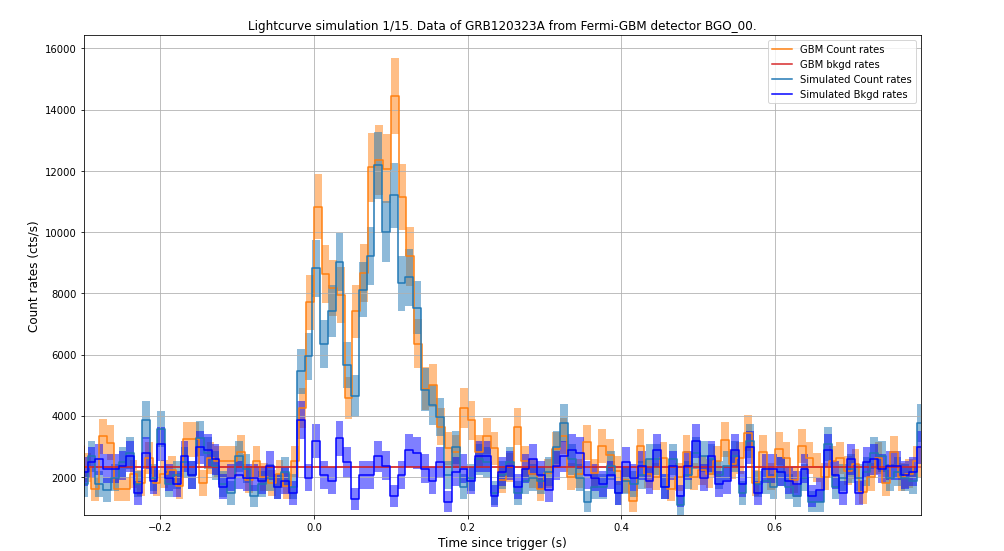 Lightcurve simulation 1/15. Data of GRB120323A from Fermi-GBM detector BGO_00.
GBM Count rates
GBM bkgd rates
Simulated Count rates
Simulated Bkgd rates
Count rates (cts/s)
16000
14000
12000
10000
8000
6000
4000
2000
−0.2
0.0
0.2
0.4
0.6
Time since trigger (s)